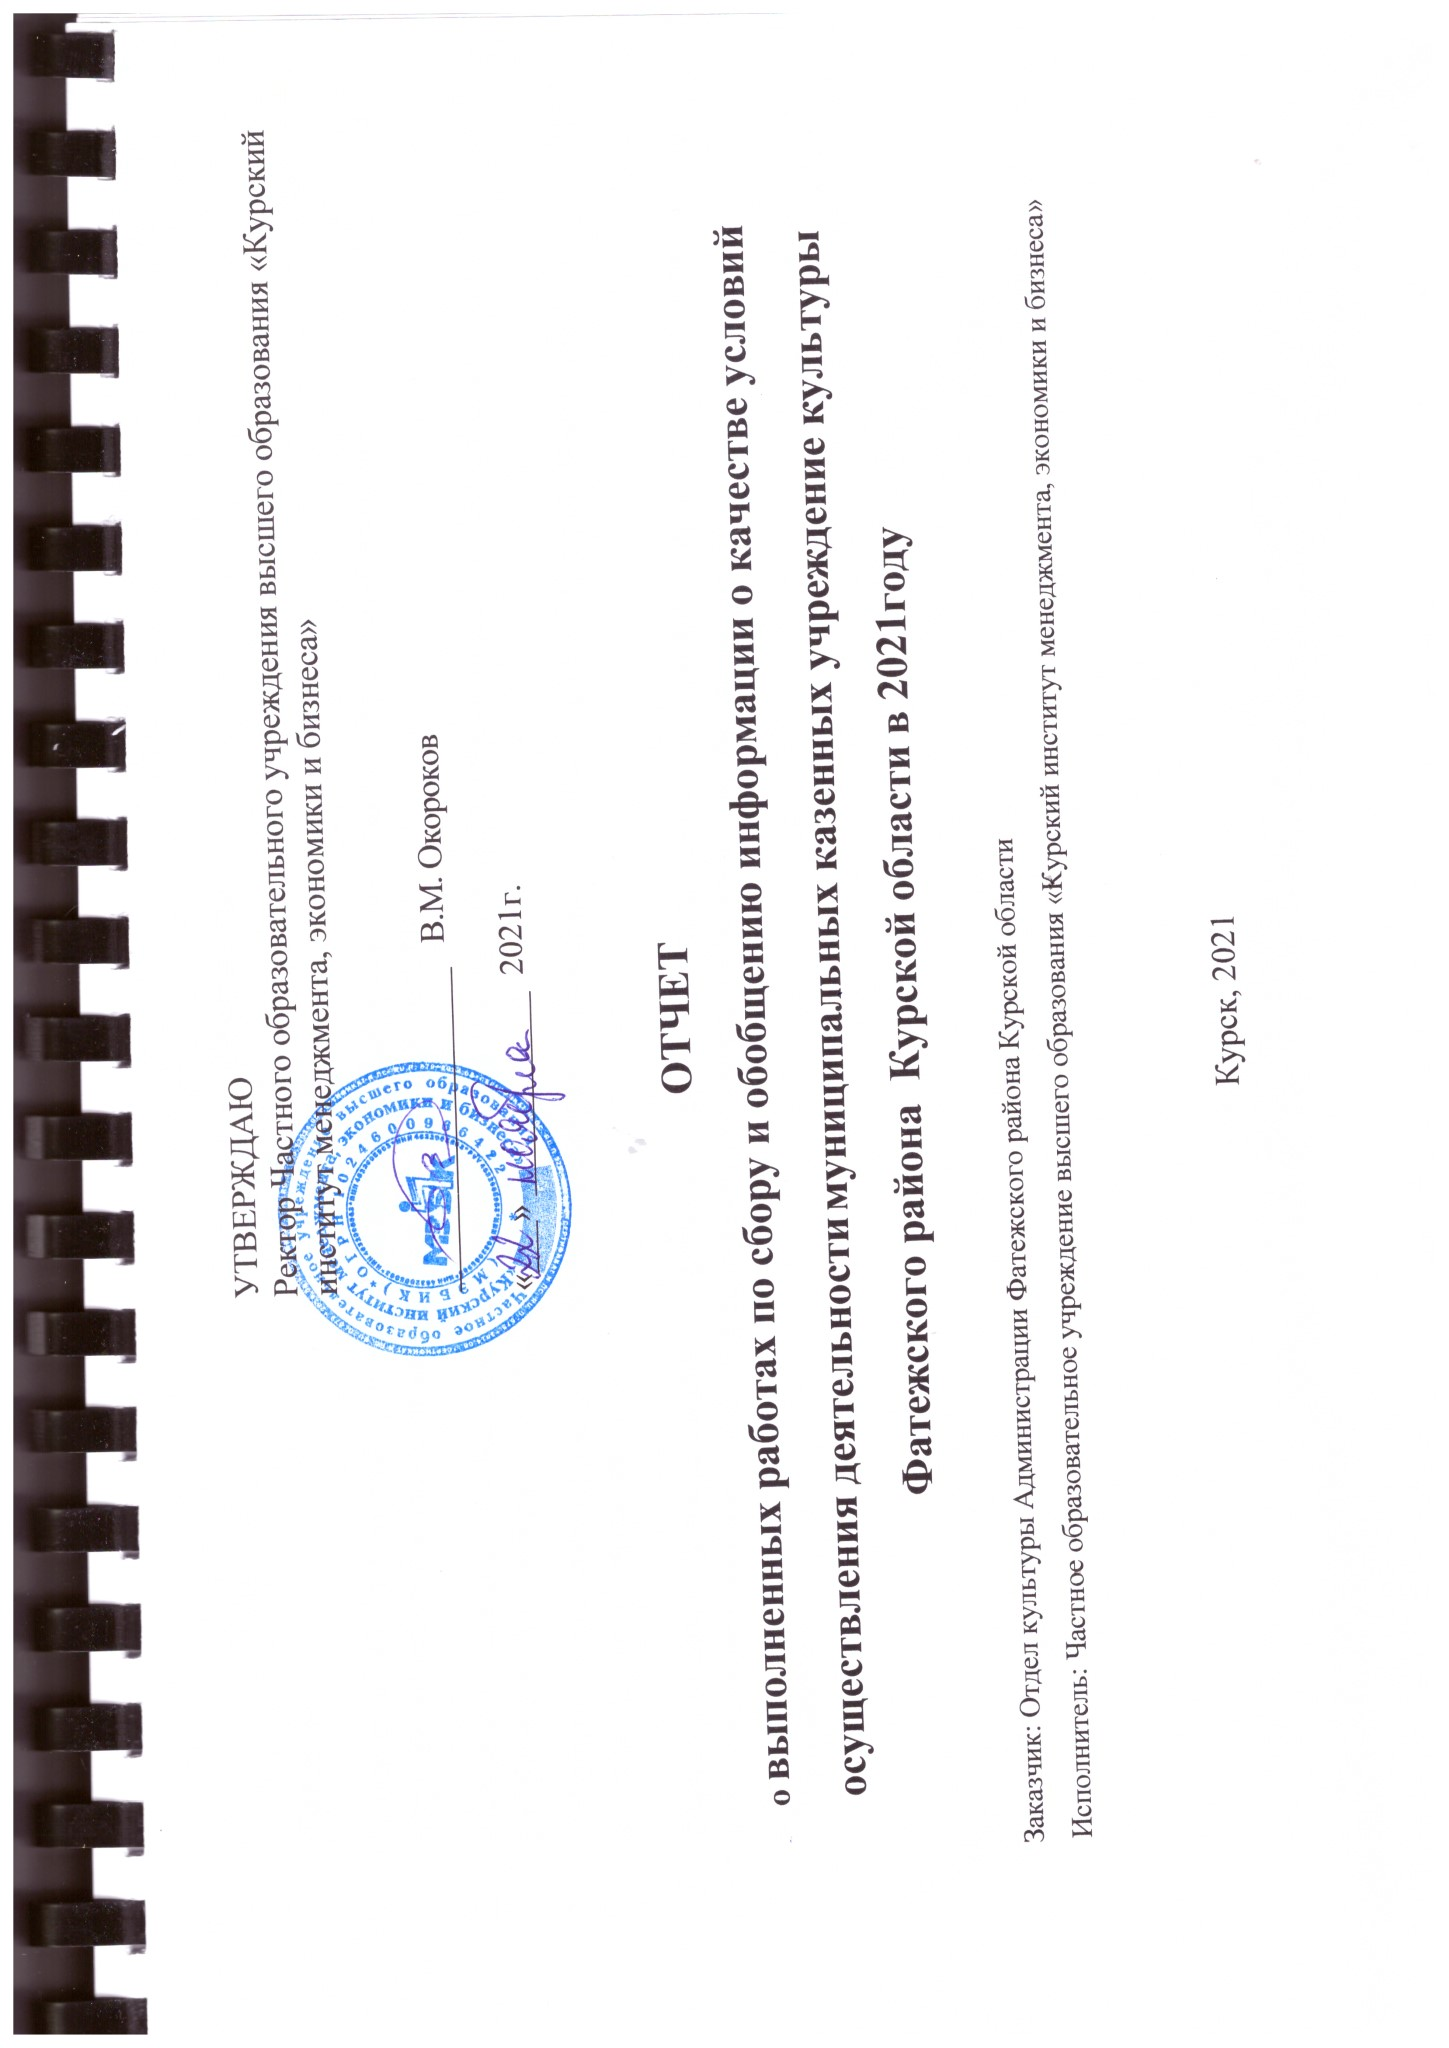 УТВЕРЖДАЮ
Ректор Частного образовательного учреждения высшего образования «Курский
институт менеджмента, экономики и бизнеса»
В.М. Окороков
« » 2021г.
ОТЧЕТ
о выполненных работах по сбору и обобщению информации о качестве условий
осуществления деятельности муниципальных казенных учреждение культуры
Фатежского района Курской области в 2021году
Заказчик: Отдел культуры Администрации Фатежского района Курской области
Исполнитель: Частное образовательное учреждение высшего образования «Курский институт менеджмента, экономики и бизнеса»
Курск, 2021